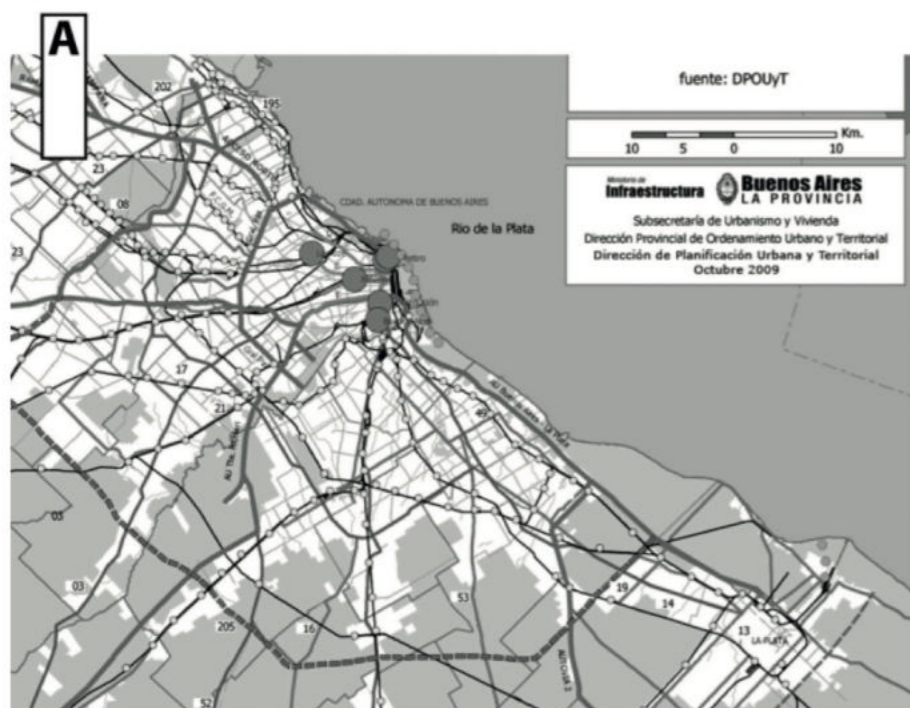 A
fuente: DPOUyT
Km.
10 5 0 10
Ministerio de
Infraestructura
Buenos Aires
LA PROVINCIA
Subsecretaría de Urbanismo y Vivienda
Dirección Provincial de Ordenamiento Urbano y Territorial
Dirección de Planificación Urbana y Territorial
Octubre 2009
202
195
23
CDAD. AUTONOMA DE BUENOS AIRES
08
Rio de la Plata
Retiro
23
17
21
49
03
03
53
19
14
205
16
13
LA PLATA
AUTOVIA 2
52